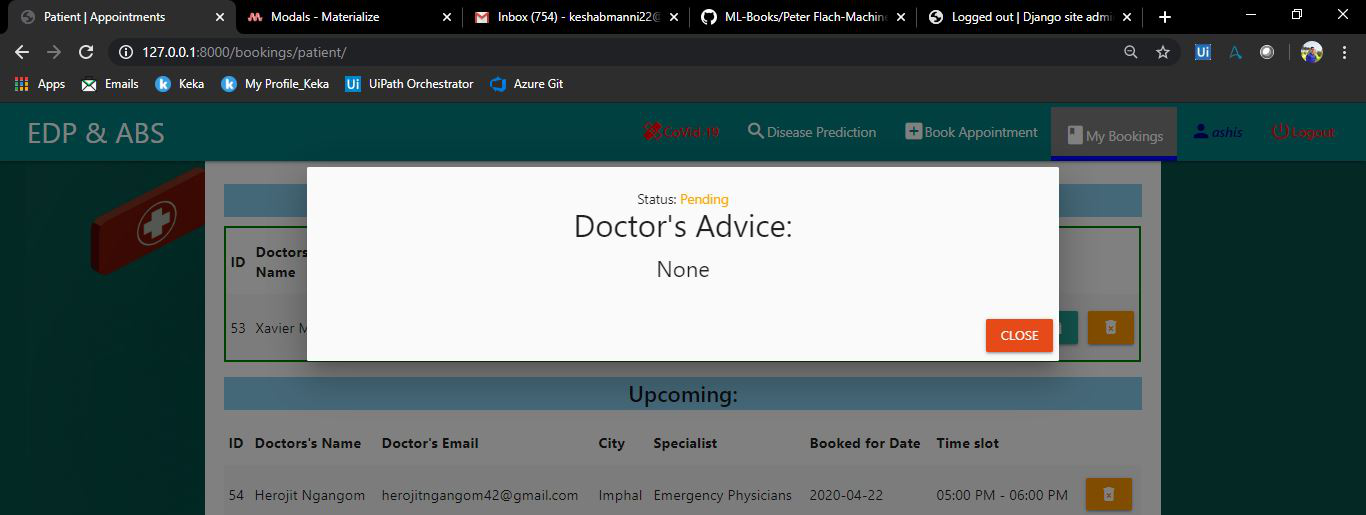 Patient | Appointments
Modals - Materialize
Inbox (754) - keshabmanni22@
ML-Books/Peter Flach-Machine
Logged out | Django site admi
127.0.0.1:8000/bookings/patient/
Apps
Emails
Keka
My Profile_Keka
UiPath Orchestrator
Azure Git
EDP & ABS
CoVid-19
Disease Prediction
Book Appointment
My Bookings
ashis
Logout
Status: Pending
Doctor's Advice:
None
CLOSE
ID Doctors
Name
53 Xavier M
Upcoming:
ID Doctors's Name Doctor's Email City Specialist Booked for Date Time slot
54 Herojit Ngangom herojitngangom42@gmail.com Imphal Emergency Physicians 2020-04-22 05:00 PM - 06:00 PM